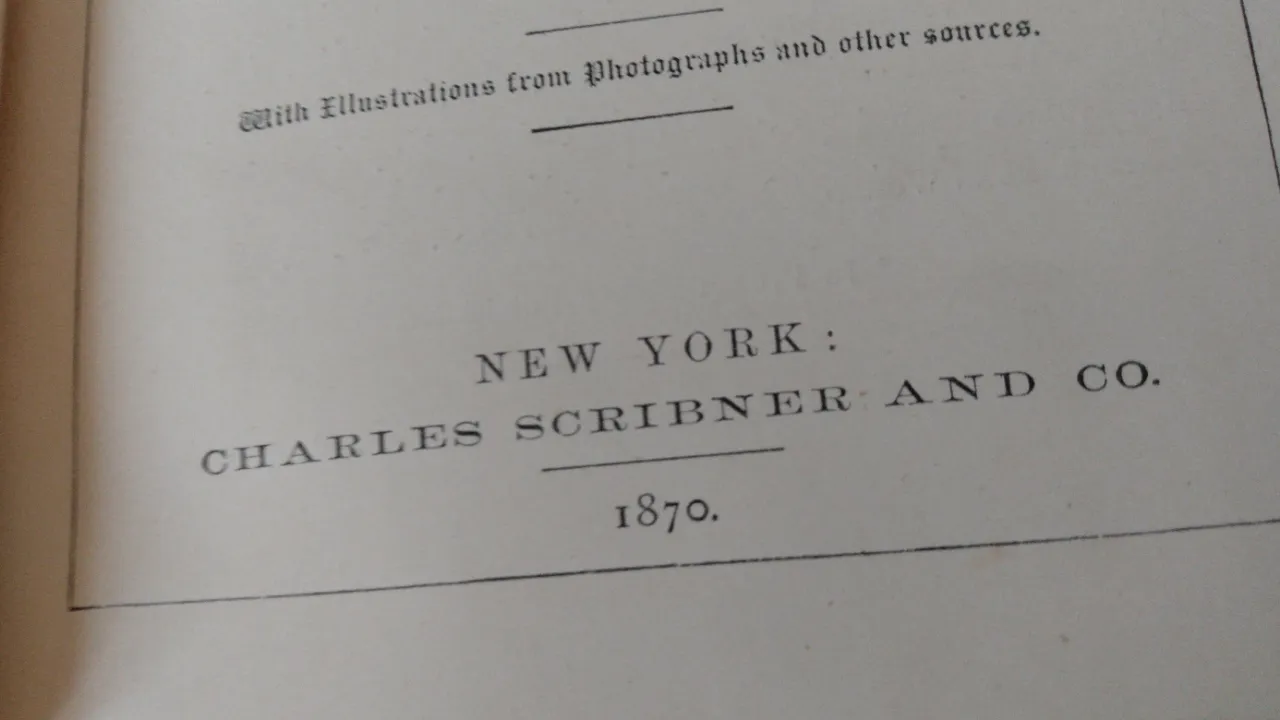 With Illustrations from Photographs and other sources.
NEW YORK:
CHARLES SCRIBNER AND CO.
1870.